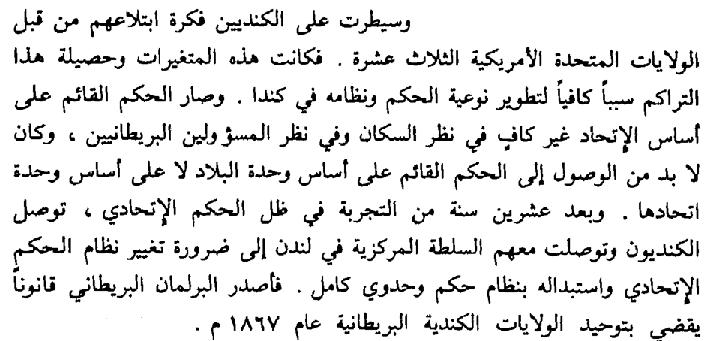 وسيطرت على الكنديين فكرة ابتلاعهم من قبل
الولايات المتحدة الأمريكية الثلاث عشرة . فكانت هذه المتغيرات وحصيلة هذا
التراكم سبباً كافياً لتطوير نوعية الحكم ونظامه في كندا . وصار الحكم القائم على
أساس الإتحاد غير كافٍ في نظر السكان وفي نظر المسؤولين البريطانيين ، وكان
لا بد من الوصول إلى الحكم القائم على أساس وحدة البلاد لا على أساس وحدة
اتحادها . وبعد عشرين سنة من التجربة في ظل الحكم الإتحادي ، توصل
الكنديون وتوصلت معهم السلطة المركزية في لندن إلى ضرورة تغيير نظام الحكم
الإتحادي واستبداله بنظام حكم وحدوي كامل . فأصدر البرلمان البريطاني قانوناً
يقضي بتوحيد الولايات الكندية البريطانية عام ١٨٦٧ م .